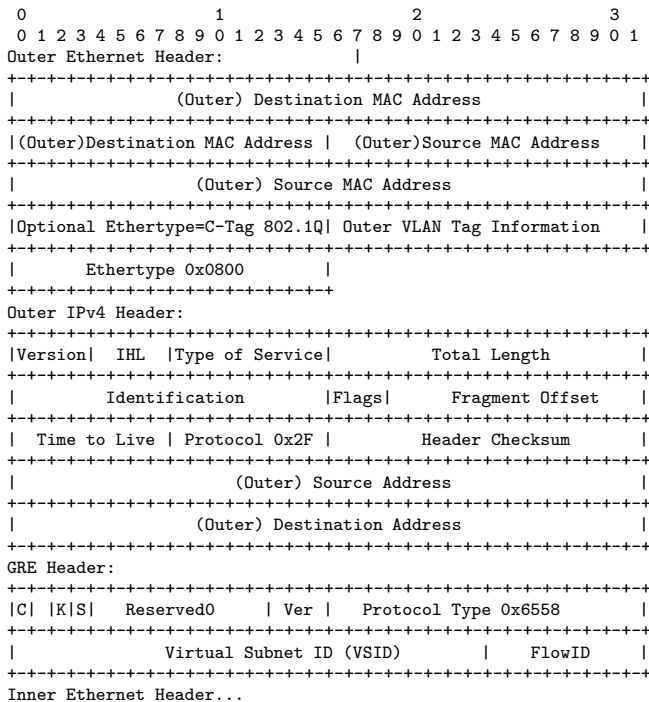 0                   1                   2                   3
 0 1 2 3 4 5 6 7 8 9 0 1 2 3 4 5 6 7 8 9 0 1 2 3 4 5 6 7 8 9 0 1
Outer Ethernet Header:             |
+-+-+-+-+-+-+-+-+-+-+-+-+-+-+-+-+-+-+-+-+-+-+-+-+-+-+-+-+-+-+-+-+
|                (Outer) Destination MAC Address                |
+-+-+-+-+-+-+-+-+-+-+-+-+-+-+-+-+-+-+-+-+-+-+-+-+-+-+-+-+-+-+-+-+
|(Outer)Destination MAC Address |  (Outer)Source MAC Address    |
+-+-+-+-+-+-+-+-+-+-+-+-+-+-+-+-+-+-+-+-+-+-+-+-+-+-+-+-+-+-+-+-+
|                  (Outer) Source MAC Address                   |
+-+-+-+-+-+-+-+-+-+-+-+-+-+-+-+-+-+-+-+-+-+-+-+-+-+-+-+-+-+-+-+-+
|Optional Ethertype=C-Tag 802.1Q| Outer VLAN Tag Information    |
+-+-+-+-+-+-+-+-+-+-+-+-+-+-+-+-+-+-+-+-+-+-+-+-+-+-+-+-+-+-+-+-+
|       Ethertype 0x0800        |
+-+-+-+-+-+-+-+-+-+-+-+-+-+-+-+-+
Outer IPv4 Header:
+-+-+-+-+-+-+-+-+-+-+-+-+-+-+-+-+-+-+-+-+-+-+-+-+-+-+-+-+-+-+-+-+
|Version|  IHL  |Type of Service|          Total Length         |
+-+-+-+-+-+-+-+-+-+-+-+-+-+-+-+-+-+-+-+-+-+-+-+-+-+-+-+-+-+-+-+-+
|         Identification        |Flags|      Fragment Offset    |
+-+-+-+-+-+-+-+-+-+-+-+-+-+-+-+-+-+-+-+-+-+-+-+-+-+-+-+-+-+-+-+-+
|  Time to Live | Protocol 0x2F |         Header Checksum       |
+-+-+-+-+-+-+-+-+-+-+-+-+-+-+-+-+-+-+-+-+-+-+-+-+-+-+-+-+-+-+-+-+
|                      (Outer) Source Address                   |
+-+-+-+-+-+-+-+-+-+-+-+-+-+-+-+-+-+-+-+-+-+-+-+-+-+-+-+-+-+-+-+-+
|                  (Outer) Destination Address                  |
+-+-+-+-+-+-+-+-+-+-+-+-+-+-+-+-+-+-+-+-+-+-+-+-+-+-+-+-+-+-+-+-+
GRE Header:
+-+-+-+-+-+-+-+-+-+-+-+-+-+-+-+-+-+-+-+-+-+-+-+-+-+-+-+-+-+-+-+-+
|C| |K|S|   Reserved0     | Ver |   Protocol Type 0x6558        |
+-+-+-+-+-+-+-+-+-+-+-+-+-+-+-+-+-+-+-+-+-+-+-+-+-+-+-+-+-+-+-+-+
|               Virtual Subnet ID (VSID)        |    FlowID     |
+-+-+-+-+-+-+-+-+-+-+-+-+-+-+-+-+-+-+-+-+-+-+-+-+-+-+-+-+-+-+-+-+
Inner Ethernet Header...